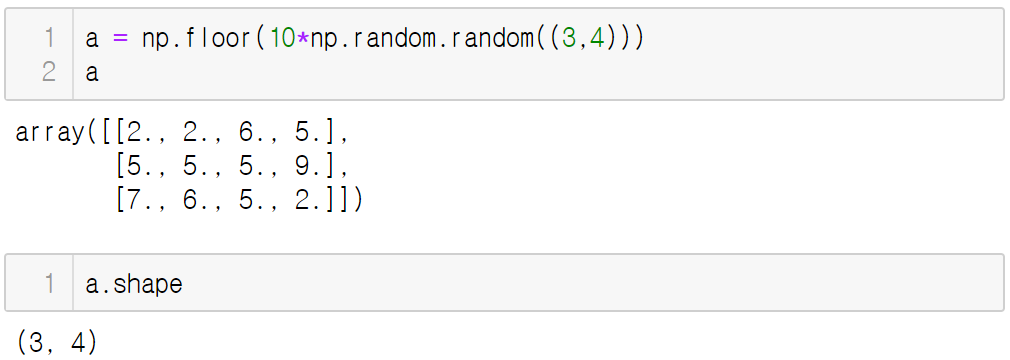 1 a = np.floor(10*np.random.random((3,4)))
2 a
array([[2., 2., 6., 5.],
       [5., 5., 5., 9.],
       [7., 6., 5., 2.]])
1 a.shape
(3, 4)